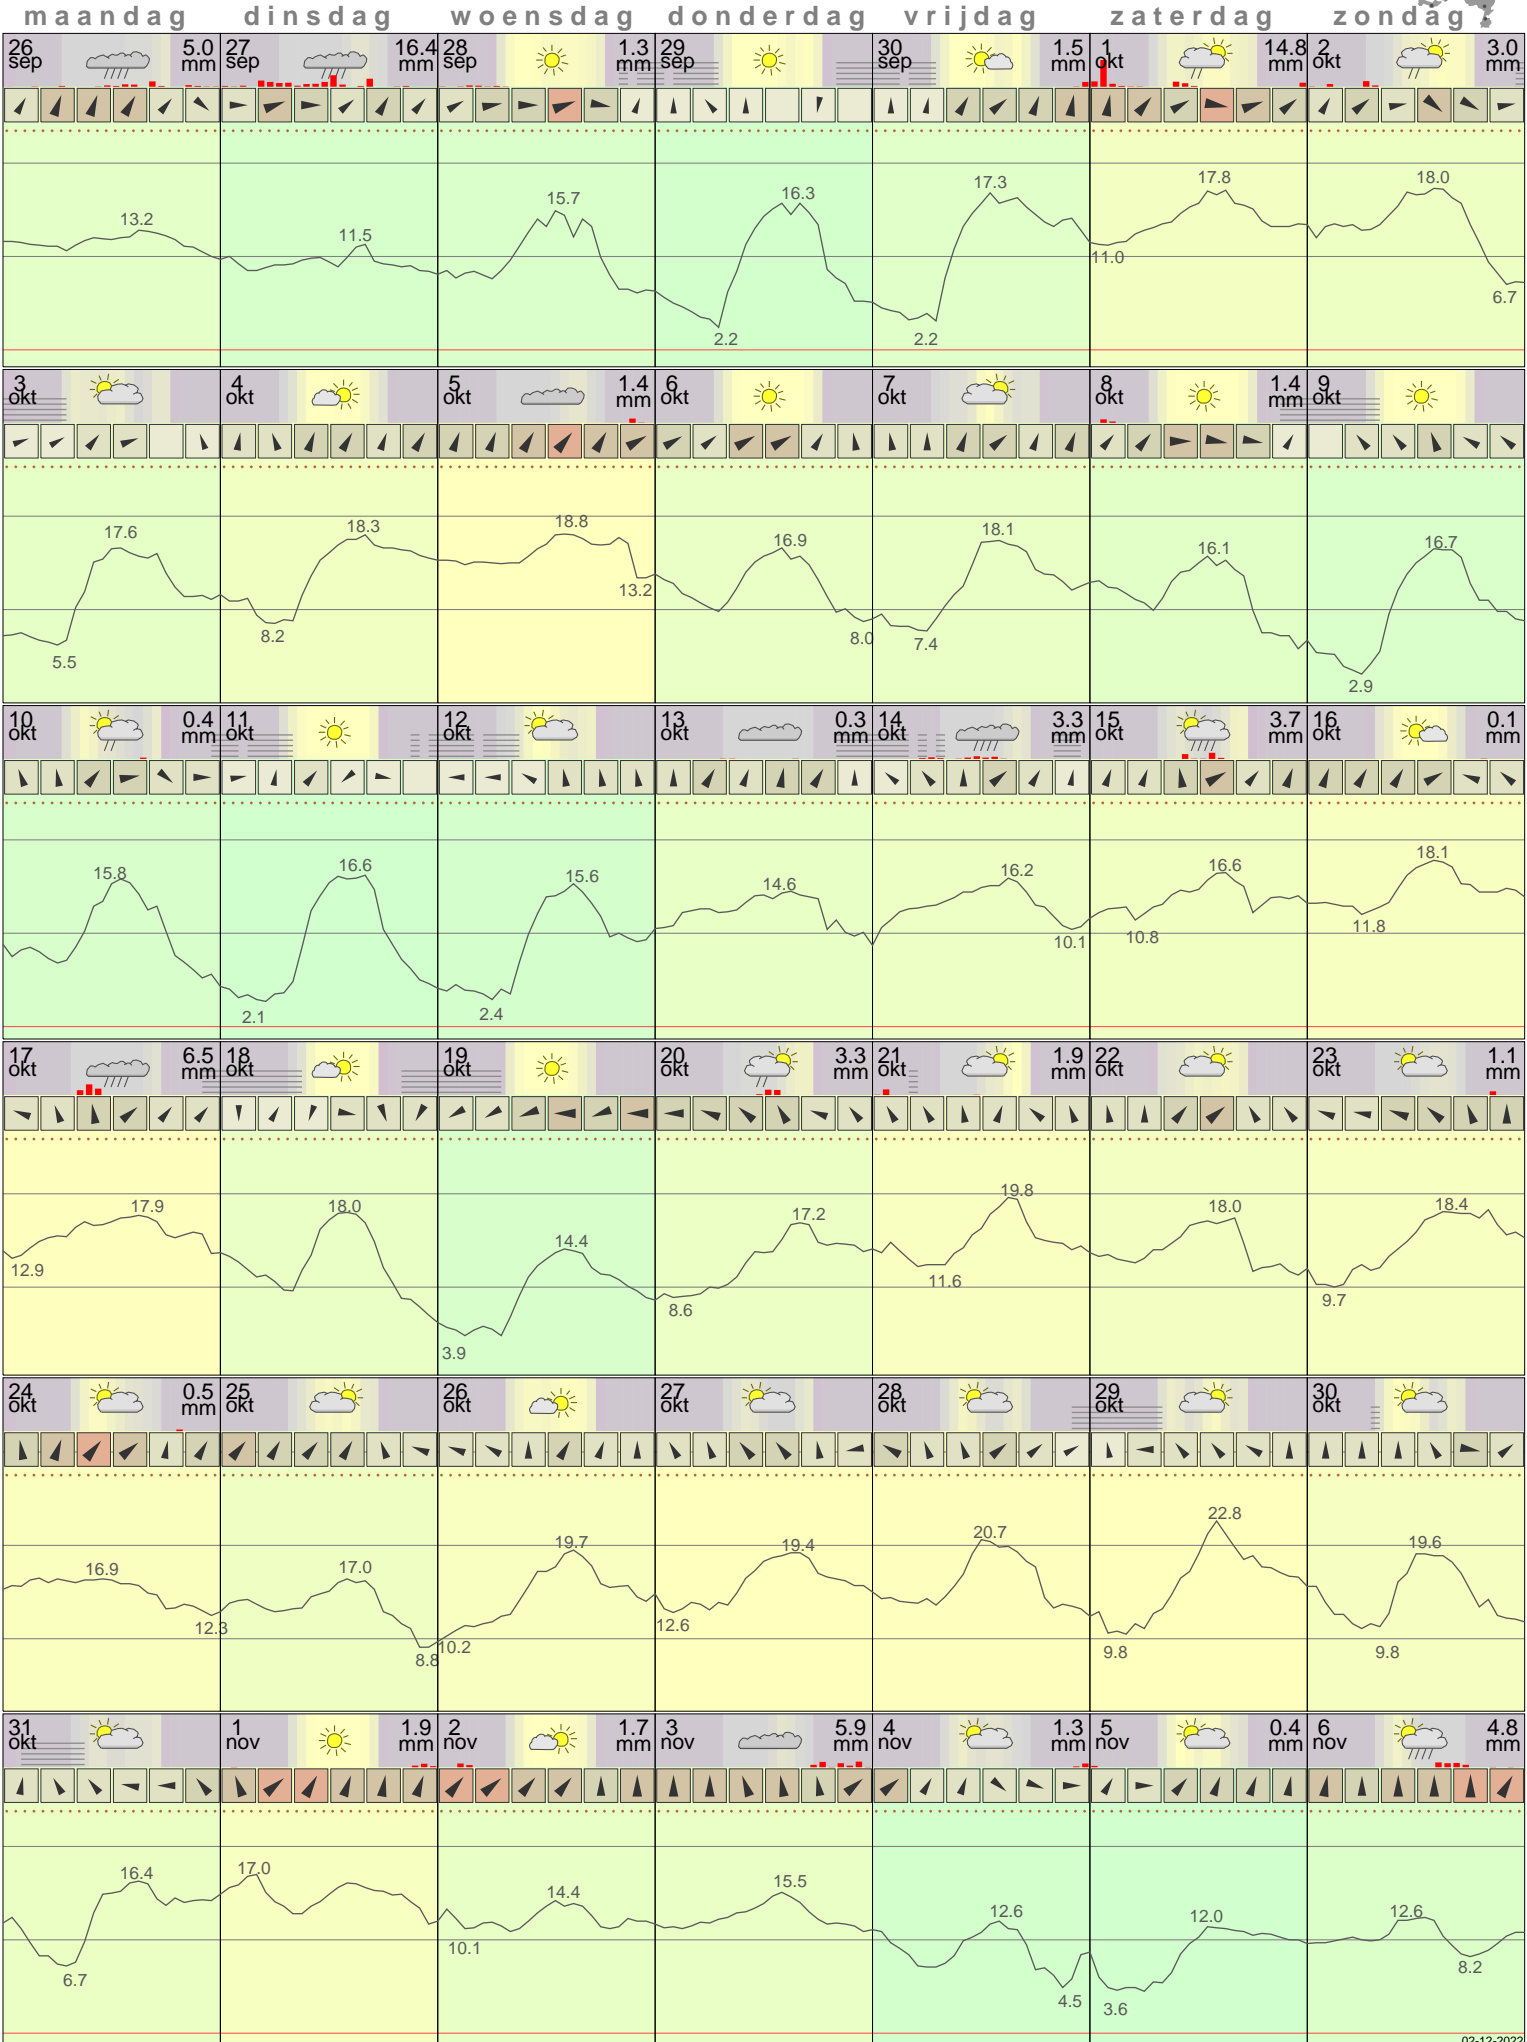 maandag dinsdag woensdag donderdag vrijdag zaterdag zondag
26 sep 5.0 mm 27 sep 16.4 mm 28 sep 1.3 mm 29 sep 30 sep 1.5 mm 1 okt 14.8 mm 2 okt 3.0 mm
13.2 11.5 15.7 16.3 2.2 17.3 2.2 17.8 11.0 18.0 6.7
3 okt 4 okt 5 okt 1.4 mm 6 okt 7 okt 8 okt 1.4 mm 9 okt
17.6 5.5 18.3 8.2 18.8 13.2 16.9 8.0 18.1 7.4 16.1 16.7 2.9
10 okt 0.4 mm 11 okt 12 okt 13 okt 0.3 mm 14 okt 3.3 mm 15 okt 3.7 mm 16 okt 0.1 mm
15.8 16.6 2.1 15.6 2.4 14.6 16.2 10.1 16.6 10.8 18.1 11.8
17 okt 6.5 mm 18 okt 19 okt 20 okt 3.3 mm 21 okt 1.9 mm 22 okt 23 okt 1.1 mm
17.9 12.9 18.0 14.4 3.9 17.2 8.6 19.8 11.6 18.0 18.4 9.7
24 okt 0.5 mm 25 okt 26 okt 27 okt 28 okt 29 okt 30 okt
16.9 12.3 17.0 8.8 19.7 10.2 19.4 12.6 20.7 22.8 9.8 19.6 9.8
31 okt 1 nov 1.9 mm 2 nov 1.7 mm 3 nov 5.9 mm 4 nov 1.3 mm 5 nov 0.4 mm 6 nov 4.8 mm
16.4 6.7 17.0 14.4 10.1 15.5 12.6 4.5 12.0 3.6 12.6 8.2
02-12-2022